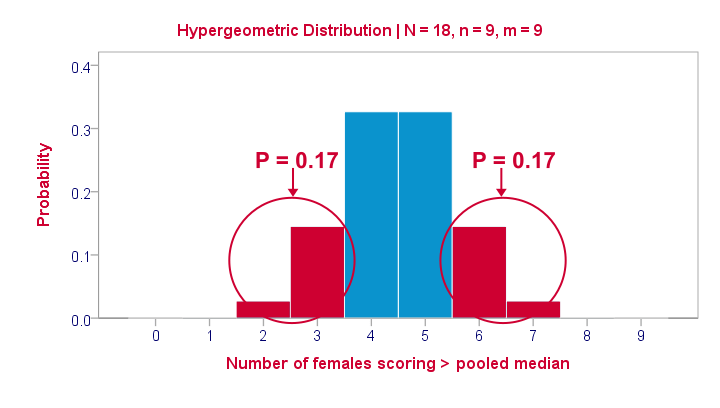 Hypergeometric Distribution | N = 18, n = 9, m = 9
0.4
0.3
0.2
0.1
0.0
Probability
P = 0.17
P = 0.17
0 1 2 3 4 5 6 7 8 9
Number of females scoring > pooled median